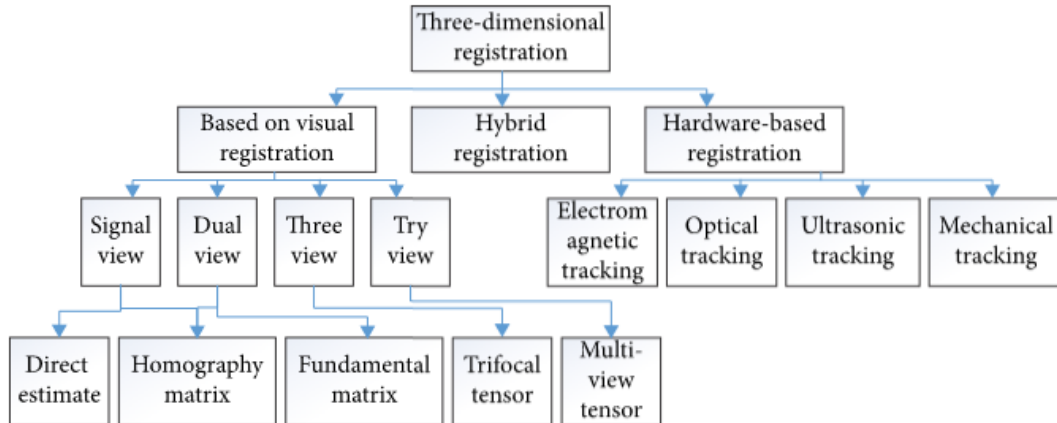 Three-dimensional
registration
Based on visual
registration
Hybrid
registration
Hardware-based
registration
Signal
view
Dual
view
Three
view
Try
view
Electrom
agnetic
tracking
Optical
tracking
Ultrasonic
tracking
Mechanical
tracking
Direct
estimate
Homography
matrix
Fundamental
matrix
Trifocal
tensor
Multi-
view
tensor